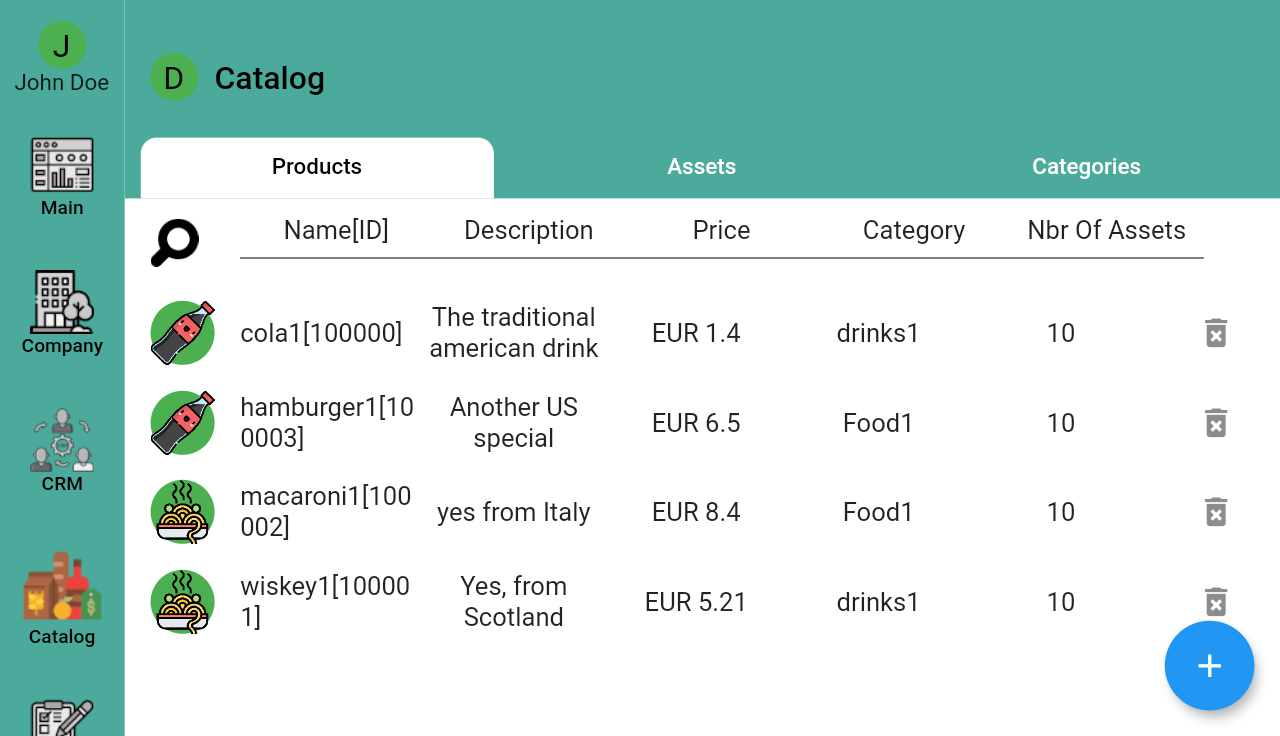 J
John Doe
Main
Company
CRM
Catalog
D Catalog
Products Assets Categories
Name[ID] Description Price Category Nbr Of Assets
cola1[100000] The traditional american drink EUR 1.4 drinks1 10
hamburger1[100003] Another US special EUR 6.5 Food1 10
macaroni1[100002] yes from Italy EUR 8.4 Food1 10
wiskey1[100001] Yes, from Scotland EUR 5.21 drinks1 10
+